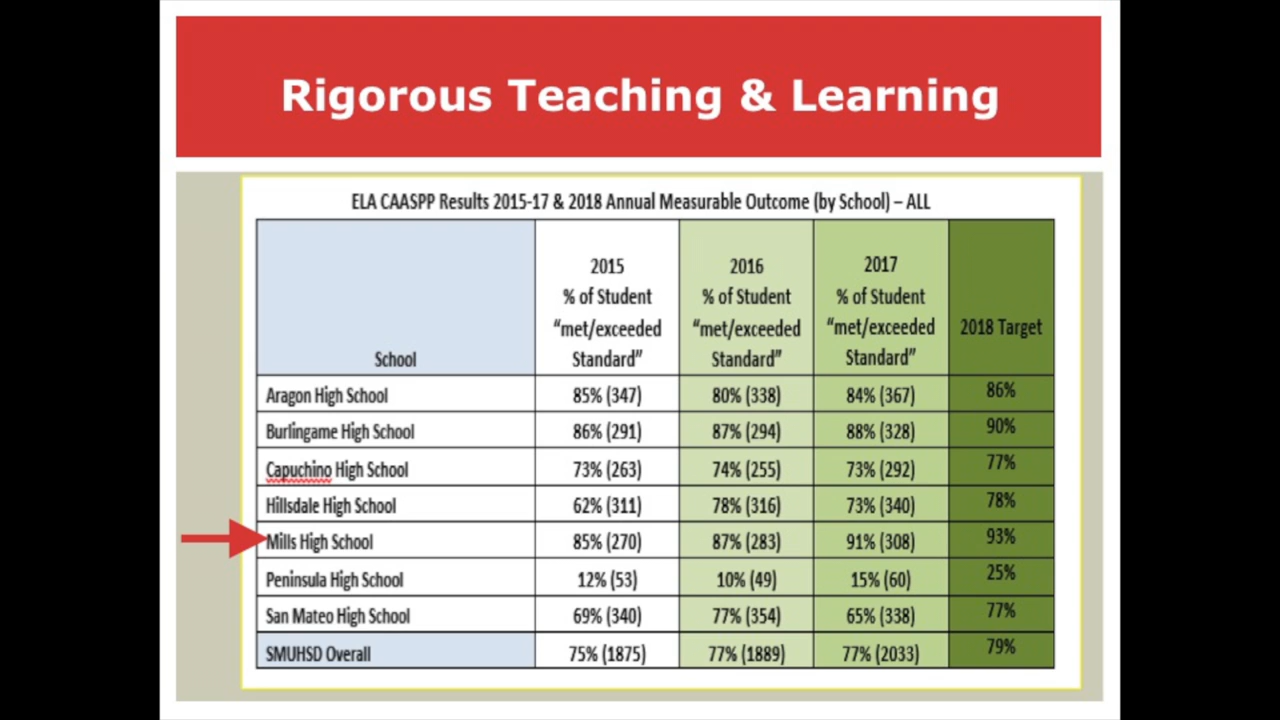 Rigorous Teaching & Learning
ELA CAASPP Results 2015-17 & 2018 Annual Measurable Outcome (by School) – ALL
School 2015 % of Student “met/exceeded Standard” 2016 % of Student “met/exceeded Standard” 2017 % of Student “met/exceeded Standard” 2018 Target
Aragon High School 85% (347) 80% (338) 84% (367) 86%
Burlingame High School 86% (291) 87% (294) 88% (328) 90%
Capuchino High School 73% (263) 74% (255) 73% (292) 77%
Hillsdale High School 62% (311) 78% (316) 73% (340) 78%
Mills High School 85% (270) 87% (283) 91% (308) 93%
Peninsula High School 12% (53) 10% (49) 15% (60) 25%
San Mateo High School 69% (340) 77% (354) 65% (338) 77%
SMUHSD Overall 75% (1875) 77% (1889) 77% (2033) 79%